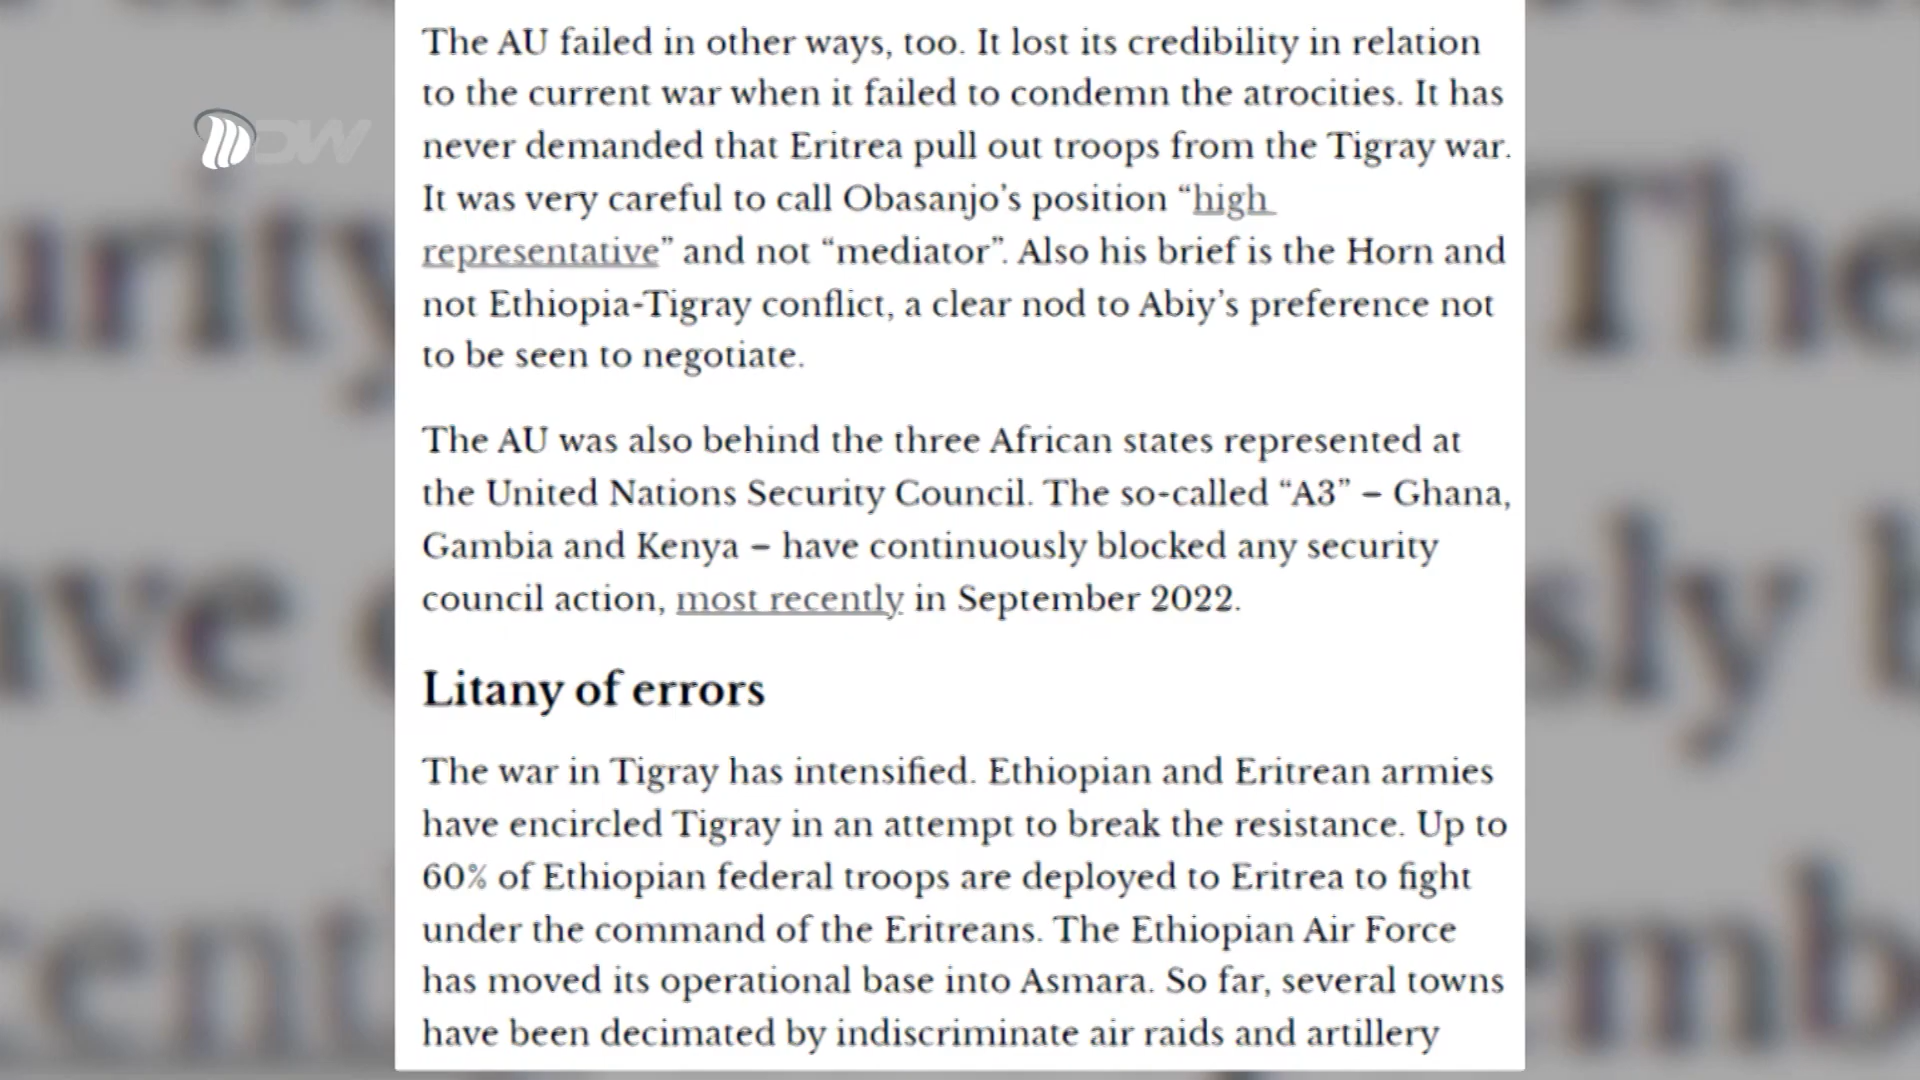 The AU failed in other ways, too. It lost its credibility in relation
to the current war when it failed to condemn the atrocities. It has
never demanded that Eritrea pull out troops from the Tigray war.
It was very careful to call Obasanjo’s position “high
representative” and not “mediator”. Also his brief is the Horn and
not Ethiopia-Tigray conflict, a clear nod to Abiy’s preference not
to be seen to negotiate.
The AU was also behind the three African states represented at
the United Nations Security Council. The so-called “A3” – Ghana,
Gambia and Kenya – have continuously blocked any security
council action, most recently in September 2022.
Litany of errors
The war in Tigray has intensified. Ethiopian and Eritrean armies
have encircled Tigray in an attempt to break the resistance. Up to
60% of Ethiopian federal troops are deployed to Eritrea to fight
under the command of the Eritreans. The Ethiopian Air Force
has moved its operational base into Asmara. So far, several towns
have been decimated by indiscriminate air raids and artillery
DW